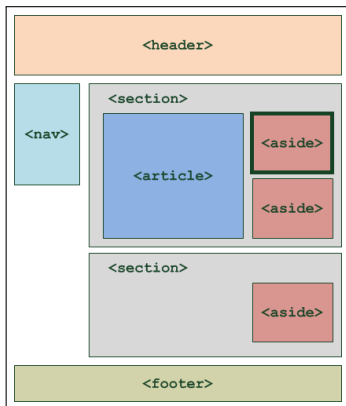 <header>
<nav>
<section>
<article>
<aside>
<aside>
<section>
<aside>
<footer>